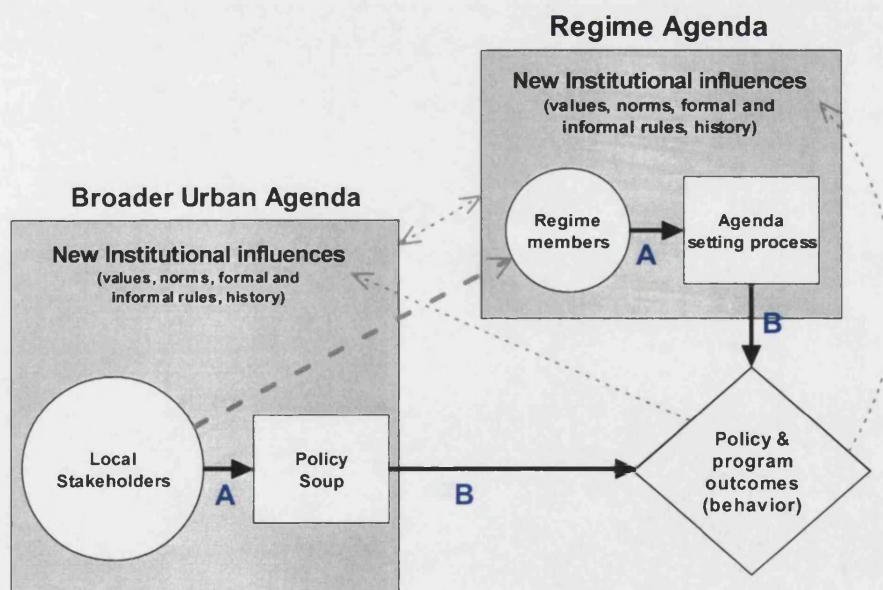 Regime Agenda
New Institutional influences
(values, norms, formal and
informal rules, history)
Regime
members
A
Agenda
setting process
B
Broader Urban Agenda
New Institutional influences
(values, norms, formal and
informal rules, history)
Local
Stakeholders
A
Policy
Soup
B
Policy &
program
outcomes
(behavior)